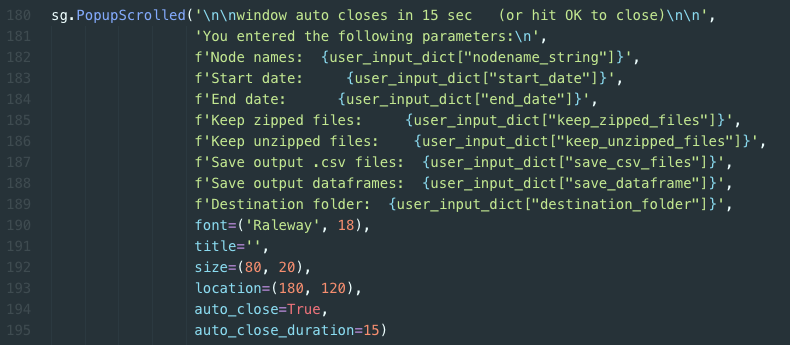 180 sg.PopupScrolled('\n\nwindow auto closes in 15 sec   (or hit OK to close)\n\n',
181                  'You entered the following parameters:\n',
182                  f'Node names:  {user_input_dict["nodename_string"]}',
183                  f'Start date:     {user_input_dict["start_date"]}',
184                  f'End date:      {user_input_dict["end_date"]}',
185                  f'Keep zipped files:     {user_input_dict["keep_zipped_files"]}',
186                  f'Keep unzipped files:    {user_input_dict["keep_unzipped_files"]}',
187                  f'Save output .csv files:  {user_input_dict["save_csv_files"]}',
188                  f'Save output dataframes:  {user_input_dict["save_dataframe"]}',
189                  f'Destination folder:  {user_input_dict["destination_folder"]}',
190                  font=('Raleway', 18),
191                  title='',
192                  size=(80, 20),
193                  location=(180, 120),
194                  auto_close=True,
195                  auto_close_duration=15)